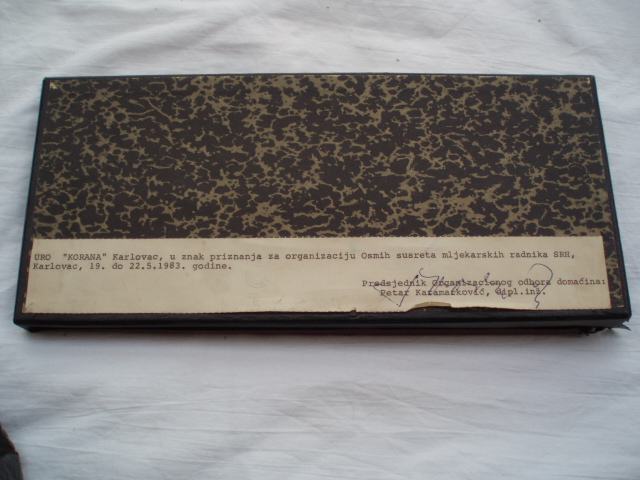 URO "KORANA" Karlovac, u znak priznanja za organizaciju Osmih susreta mljekarskih radnika SRH,
Karlovac, 19. do 22.5.1983. godine.
Predsjednik organizacionog odbora domaćina:
Petar Karamarković, dipl.inž.